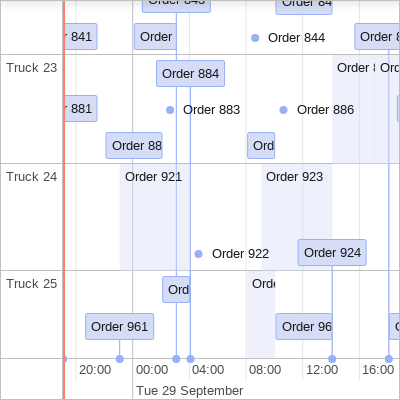 841
Order
Order 844
Truck 23
Order 884
Order
881
Order 883
Order 886
Order 88
Ord
Truck 24
Order 921
Order 923
Order 922
Order 924
Truck 25
Ord
Order 961
Order 96
20:00
00:00
04:00
08:00
12:00
16:00
Tue 29 September